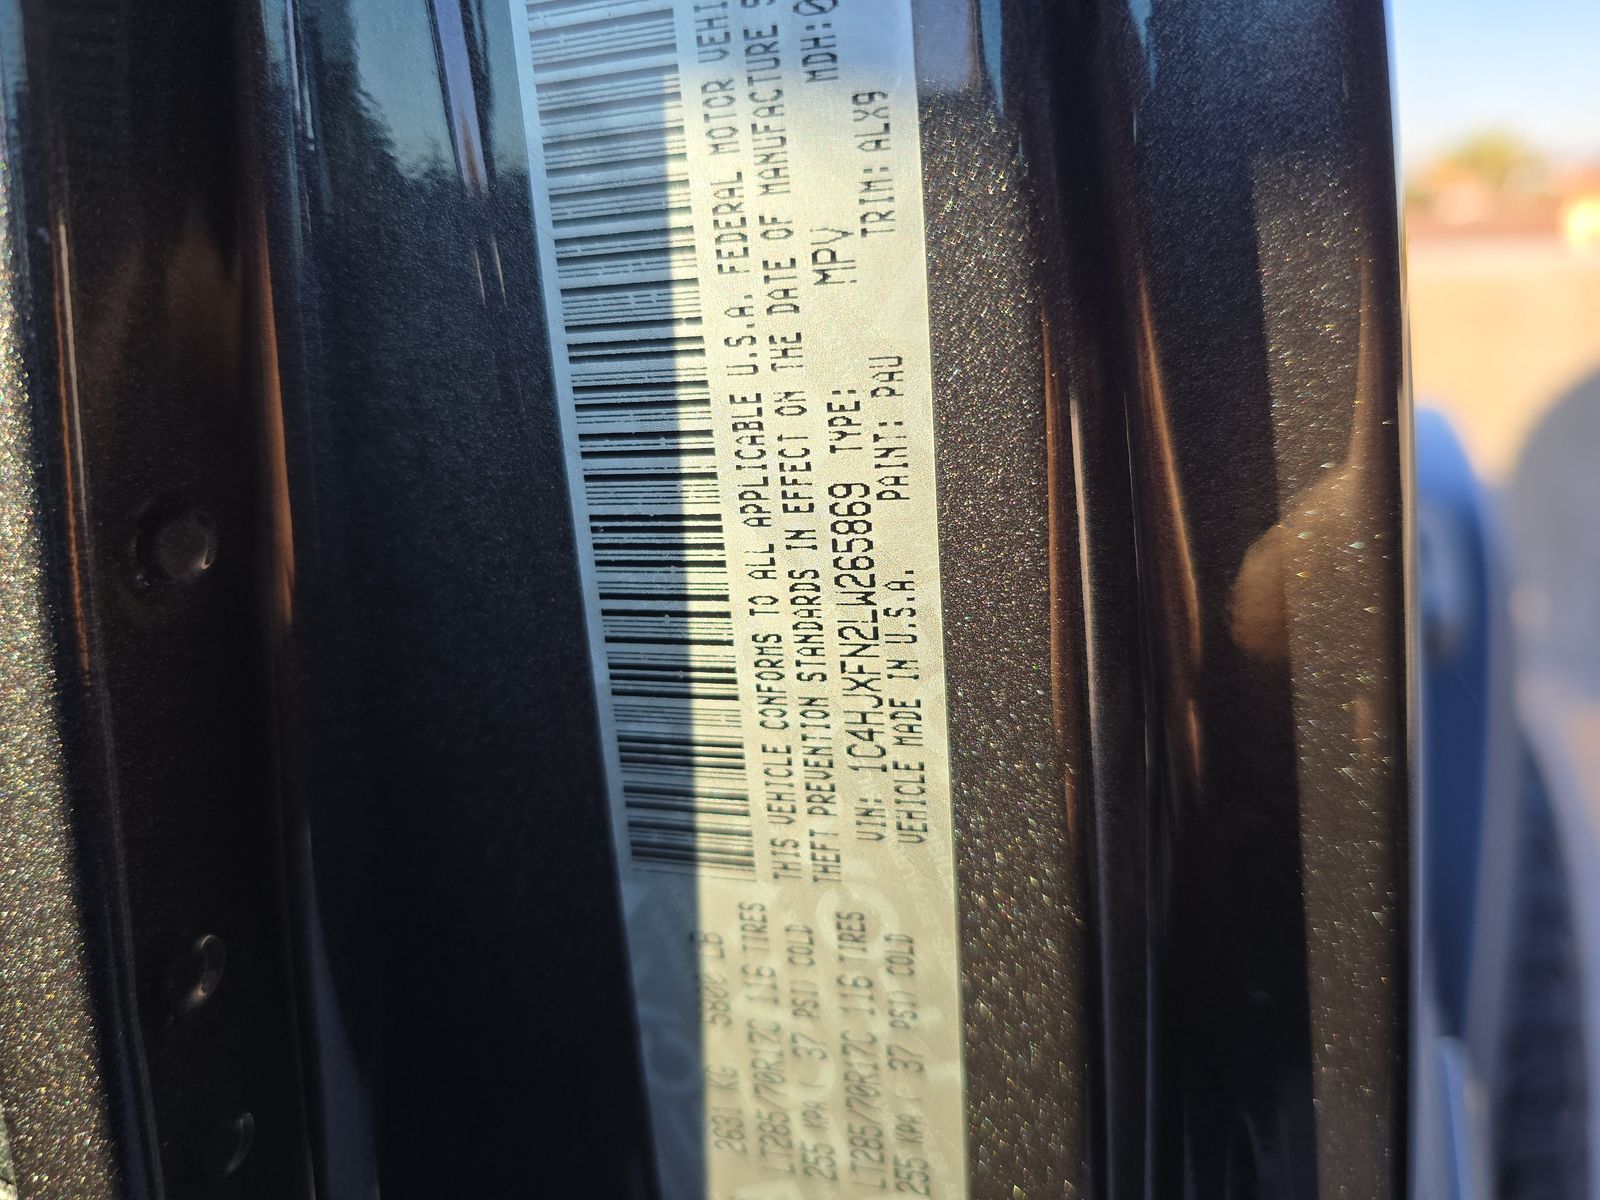 2631 KG 5800 LB
LT285/70R17C 116 TIRES
255 KPA ( 37 PSI) COLD
LT285/70R17C 116 TIRES
255 KPA ( 37 PSI) COLD
THIS VEHICLE CONFORMS TO ALL APPLICABLE U.S.A. FEDERAL MOTOR VEHI
THEFT PREVENTION STANDARDS IN EFFECT ON THE DATE OF MANUFACTURE S
VIN: 1C4HJXFN2LW265869 TYPE: MPV MDH:0
VEHICLE MADE IN U.S.A. PAINT: PAU TRIM: ALX9